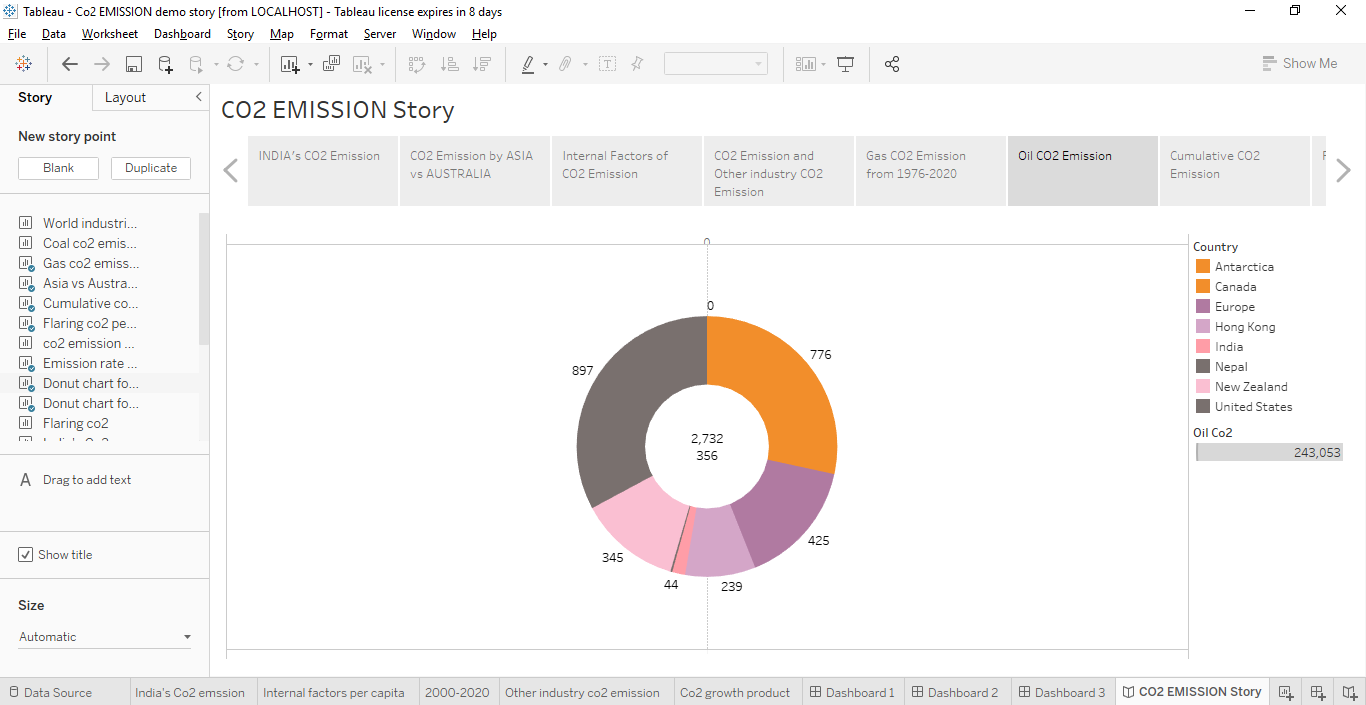 Tableau - Co2 EMISSION demo story [from LOCALHOST] - Tableau license expires in 8 days
File Data Worksheet Dashboard Story Map Format Server Window Help
Show Me
Story Layout
New story point
Blank Duplicate
World industri...
Coal co2 emis...
Gas co2 emiss...
Asia vs Austra...
Cumulative co...
Flaring co2 pe...
co2 emission ...
Emission rate ...
Donut chart fo...
Donut chart fo...
Flaring co2
A Drag to add text
Show title
Size
Automatic
CO2 EMISSION Story
INDIA's CO2 Emission
CO2 Emission by ASIA
vs AUSTRALIA
Internal Factors of
CO2 Emission
CO2 Emission and
Other industry CO2
Emission
Gas CO2 Emission
from 1976-2020
Oil CO2 Emission
Cumulative CO2
Emission
0
0
776
897
2,732
356
425
345
44
239
Country
Antarctica
Canada
Europe
Hong Kong
India
Nepal
New Zealand
United States
Oil Co2
243,053
Data Source India's Co2 emssion Internal factors per capita 2000-2020 Other industry co2 emission Co2 growth product Dashboard 1 Dashboard 2 Dashboard 3 CO2 EMISSION Story